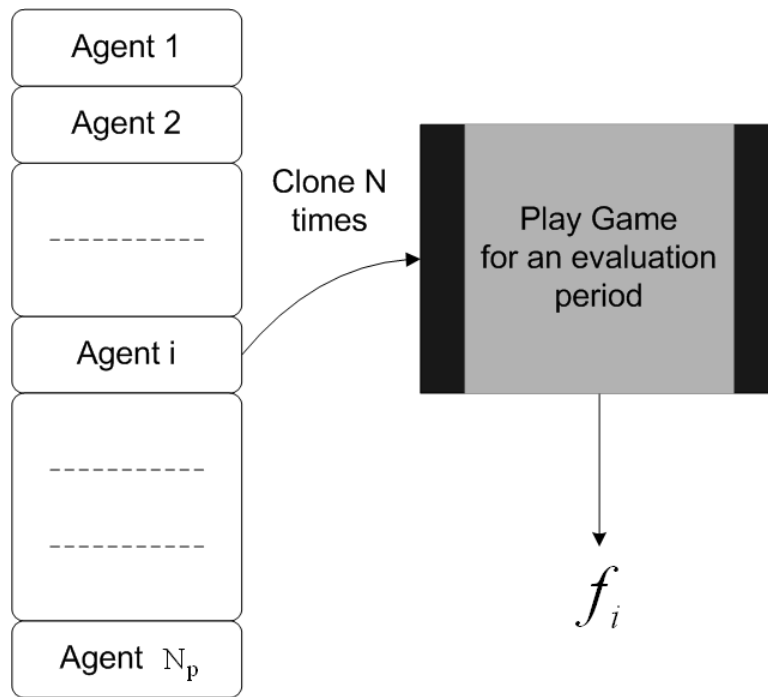 Agent 1
Agent 2
Agent i
Agent N_p
Clone N
times
Play Game
for an evaluation
period
f_i